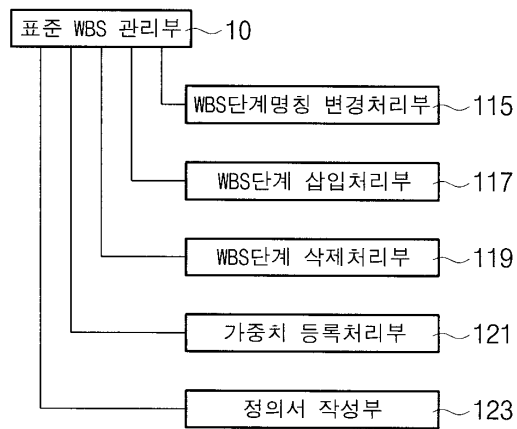 표준 WBS 관리부 10
WBS단계명칭 변경처리부 115
WBS단계 삽입처리부 117
WBS단계 삭제처리부 119
가중치 등록처리부 121
정의서 작성부 123